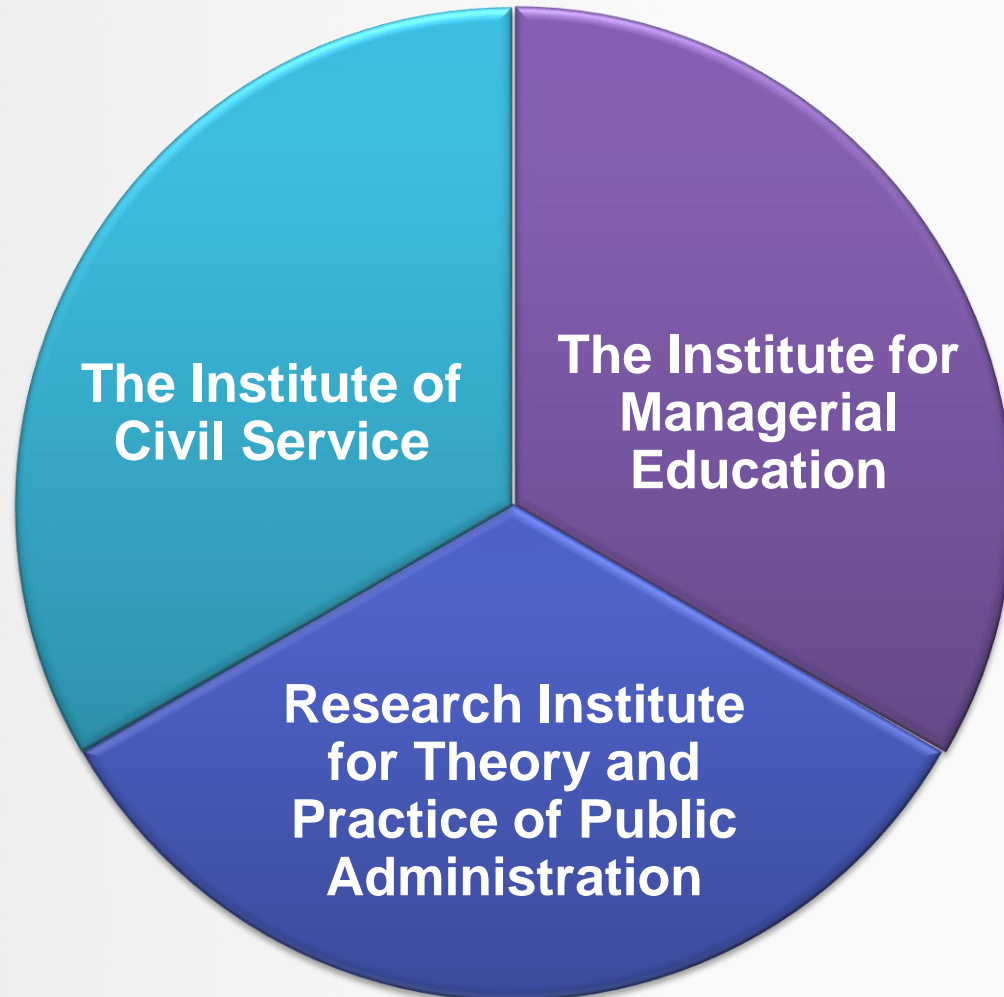 The Institute of
Civil Service
The Institute for
Managerial
Education
Research Institute
for Theory and
Practice of Public
Administration